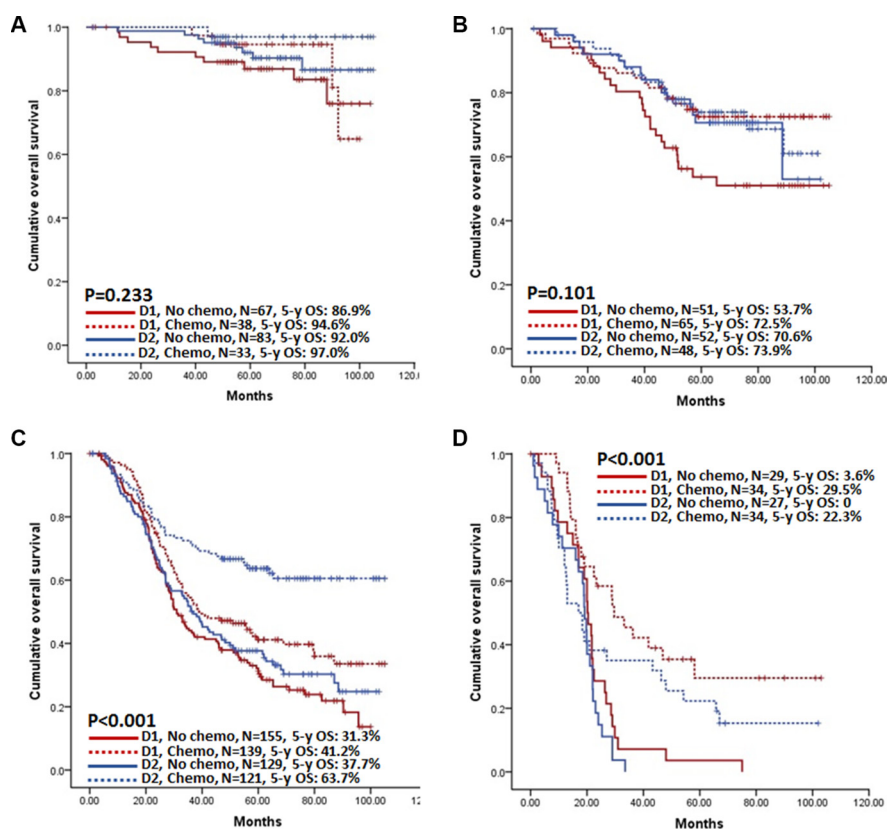 A
Cumulative overall survival
1.0
0.8
0.6
0.4
0.2
0.0
P=0.233
D1, No chemo, N=67, 5-y OS: 86.9%
D1, Chemo, N=38, 5-y OS: 94.6%
D2, No chemo, N=83, 5-y OS: 92.0%
D2, Chemo, N=33, 5-y OS: 97.0%
0.00 20.00 40.00 60.00 80.00 100.00 120.0
Months
B
Cumulative overall survival
1.0
0.8
0.6
0.4
0.2
0.0
P=0.101
D1, No chemo, N=51, 5-y OS: 53.7%
D1, Chemo, N=65, 5-y OS: 72.5%
D2, No chemo, N=52, 5-y OS: 70.6%
D2, Chemo, N=48, 5-y OS: 73.9%
0.00 20.00 40.00 60.00 80.00 100.00 120.00
Months
C
Cumulative overall survival
1.0
0.8
0.6
0.4
0.2
0.0
P<0.001
D1, No chemo, N=155, 5-y OS: 31.3%
D1, Chemo, N=139, 5-y OS: 41.2%
D2, No chemo, N=129, 5-y OS: 37.7%
D2, Chemo, N=121, 5-y OS: 63.7%
0.00 20.00 40.00 60.00 80.00 100.00
Months
D
Cumulative overall survival
1.0
0.8
0.6
0.4
0.2
0.0
P<0.001
D1, No chemo, N=29, 5-y OS: 3.6%
D1, Chemo, N=34, 5-y OS: 29.5%
D2, No chemo, N=27, 5-y OS: 0
D2, Chemo, N=34, 5-y OS: 22.3%
0.00 20.00 40.00 60.00 80.00 100.00 120.00
Months